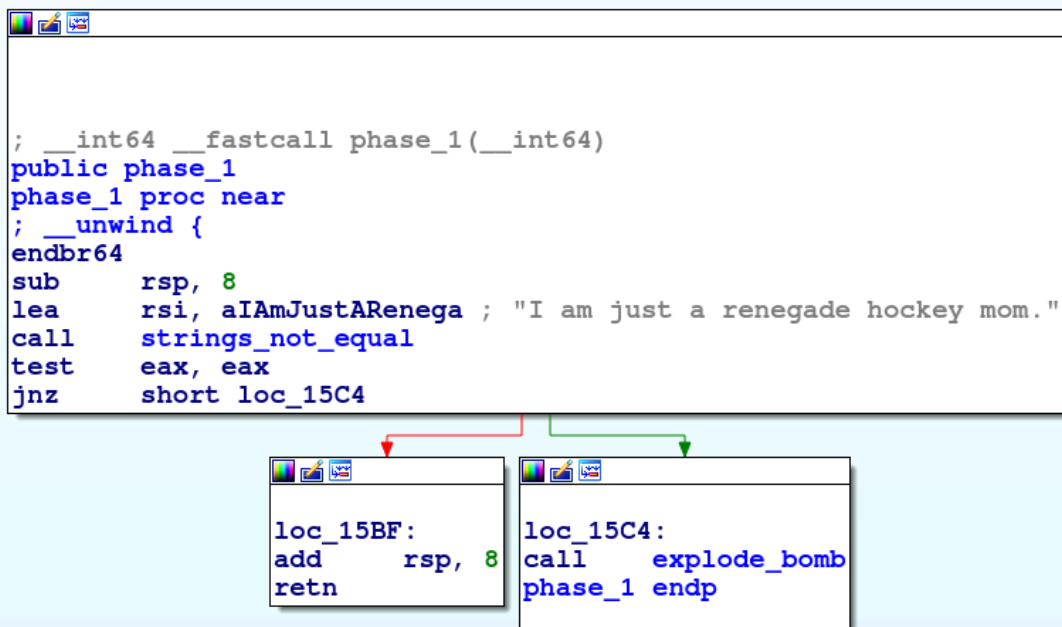 ; __int64 __fastcall phase_1(__int64)
public phase_1
phase_1 proc near
; __unwind {
endbr64
sub rsp, 8
lea rsi, aIAmJustARenega ; "I am just a renegade hockey mom."
call strings_not_equal
test eax, eax
jnz short loc_15C4
loc_15BF:
add rsp, 8
retn
loc_15C4:
call explode_bomb
phase_1 endp